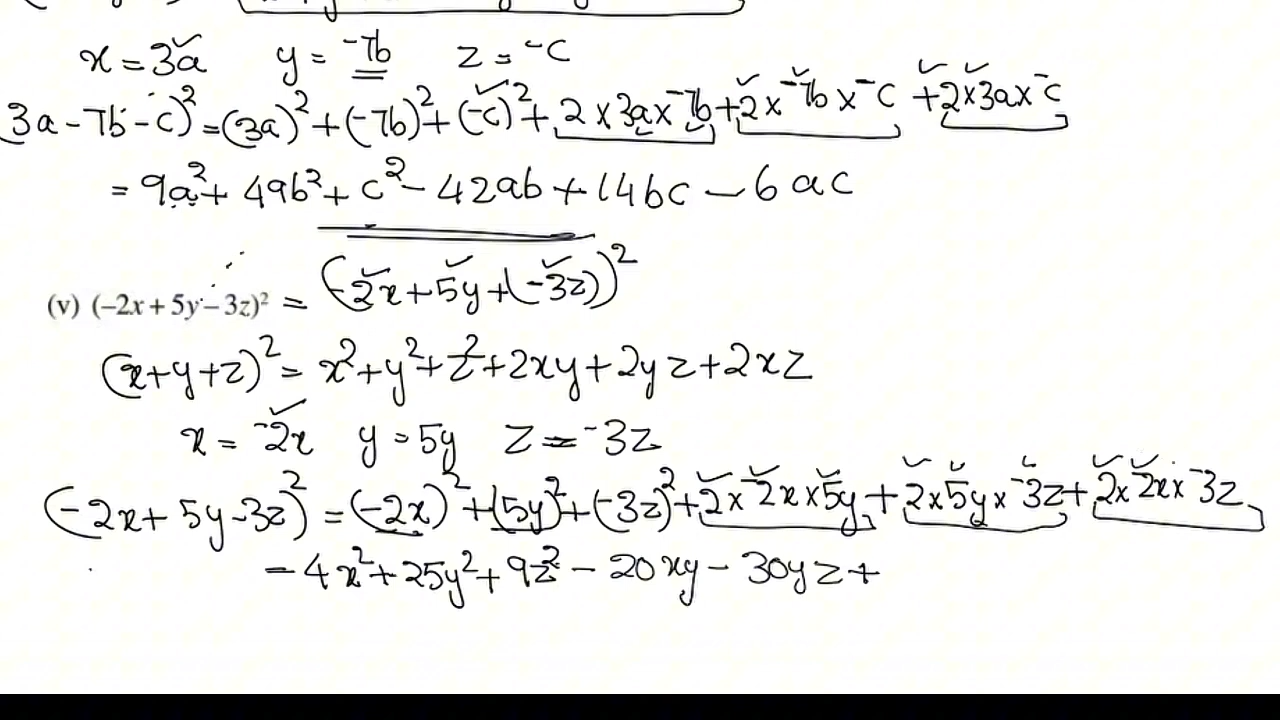 x = 3a y = -7b z = -c
(3a - 7b - c)² = (3a)² + (-7b)² + (-c)² + 2 × 3a × -7b + 2 × -7b × -c + 2 × 3a × -c
= 9a² + 49b² + c² - 42ab + 14bc - 6ac
(v) (–2x + 5y – 3z)² = (-2x + 5y + (-3z))²
(x + y + z)² = x² + y² + z² + 2xy + 2yz + 2xz
x = -2x y = 5y z = -3z
(-2x + 5y - 3z)² = (-2x)² + (5y)² + (-3z)² + 2 × -2x × 5y + 2 × 5y × -3z + 2 × -2x × -3z
= 4x² + 25y² + 9z² - 20xy - 30yz +